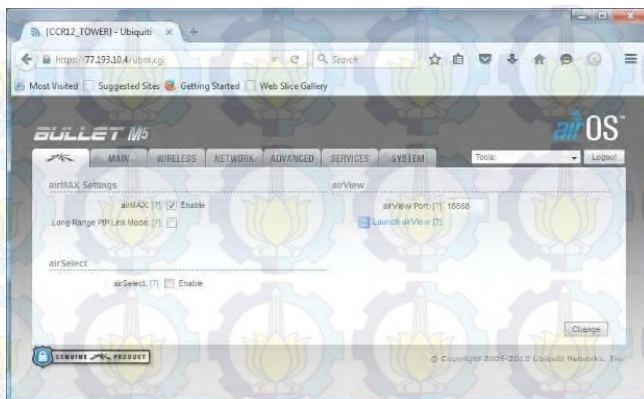 [CCR12_TOWER] - Ubiquiti
https://77.193.10.4/ubnt.cgi
Search
Most Visited Suggested Sites Getting Started Web Slice Gallery
BULLET M5
airOS™
MAIN WIRELESS NETWORK ADVANCED SERVICES SYSTEM Tools: Logout
airMAX Settings
airView
airMAX: [?] Enable
airView Port: [?] 18888
Long Range PtP Link Mode: [?]
Launch airView [?]
airSelect
airSelect: [?] Enable
Change
GENUINE PRODUCT
© Copyright 2006-2013 Ubiquiti Networks, Inc.